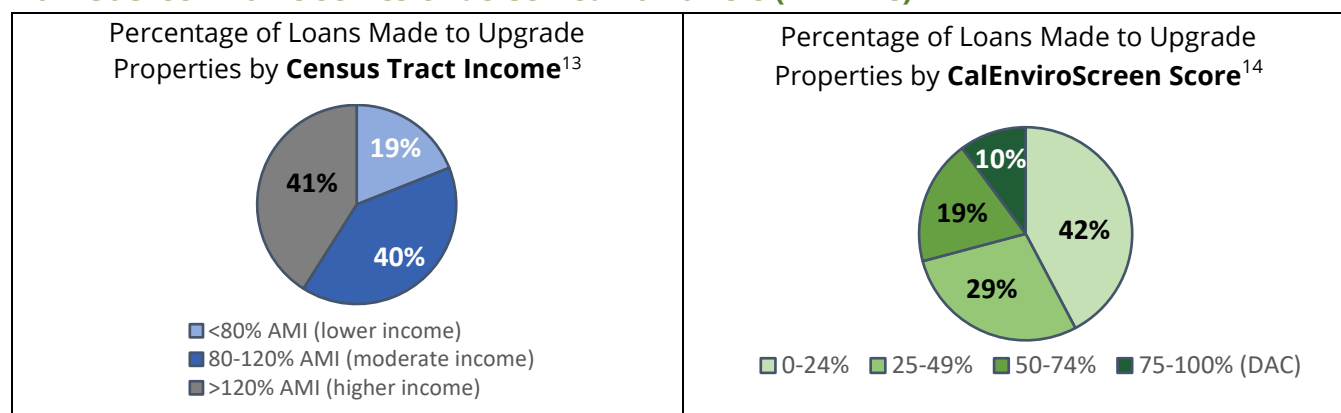 Percentage of Loans Made to Upgrade
Properties by Census Tract Income13
19%
41%
40%
<80% AMI (lower income)
80-120% AMI (moderate income)
>120% AMI (higher income)
Percentage of Loans Made to Upgrade
Properties by CalEnviroScreen Score14
10%
19%
42%
29%
0-24% 25-49% 50-74% 75-100% (DAC)